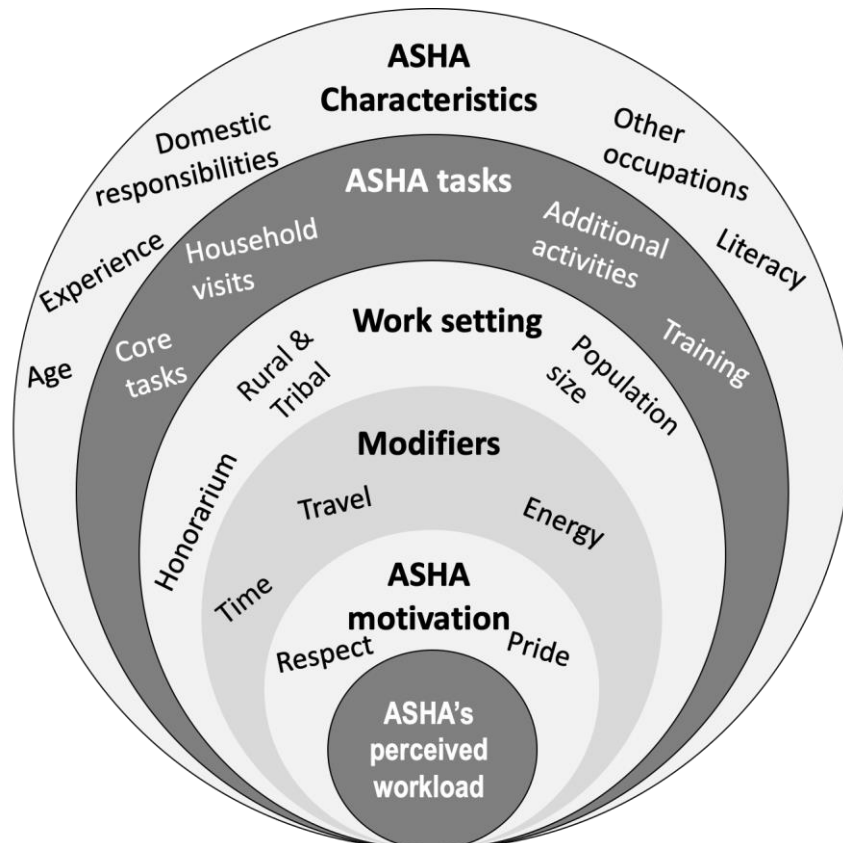 ASHA
Characteristics
Domestic
responsibilities
Other
occupations
Experience
Literacy
Age
ASHA tasks
Household
visits
Additional
activities
Core
tasks
Training
Work setting
Rural &
Tribal
Population
size
Honorarium
Modifiers
Travel
Energy
Time
ASHA
motivation
Respect
Pride
ASHA's
perceived
workload